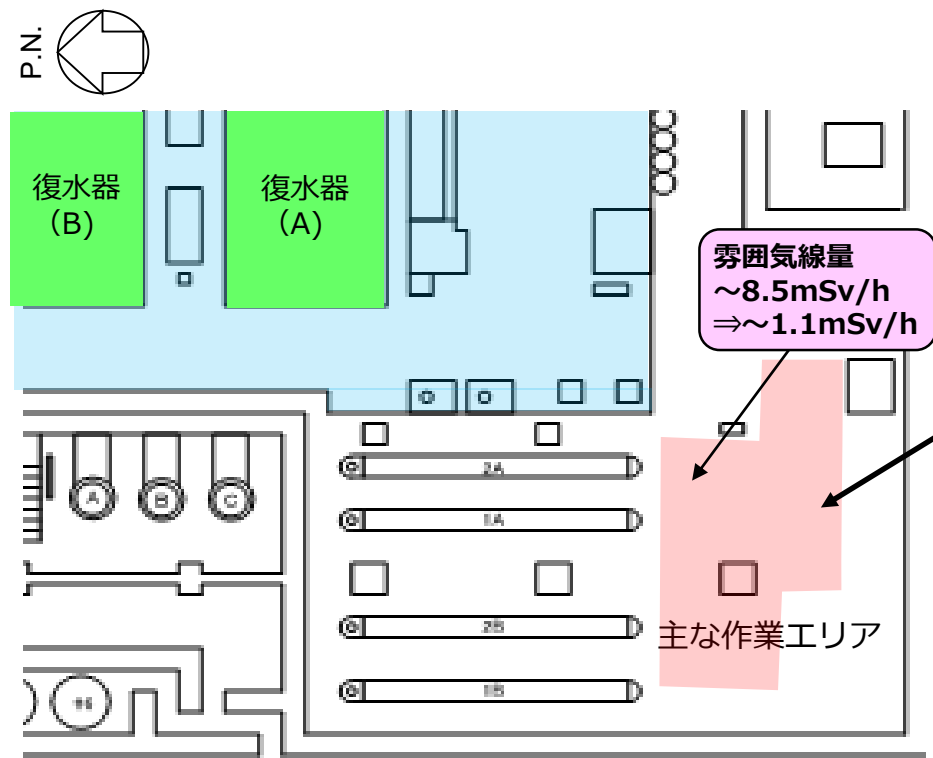 P.N.
復水器
（B）
復水器
（A）
雰囲気線量
～8.5mSv/h
⇒～1.1mSv/h
2A
1A
A
B
C
2B
主な作業エリア
1B